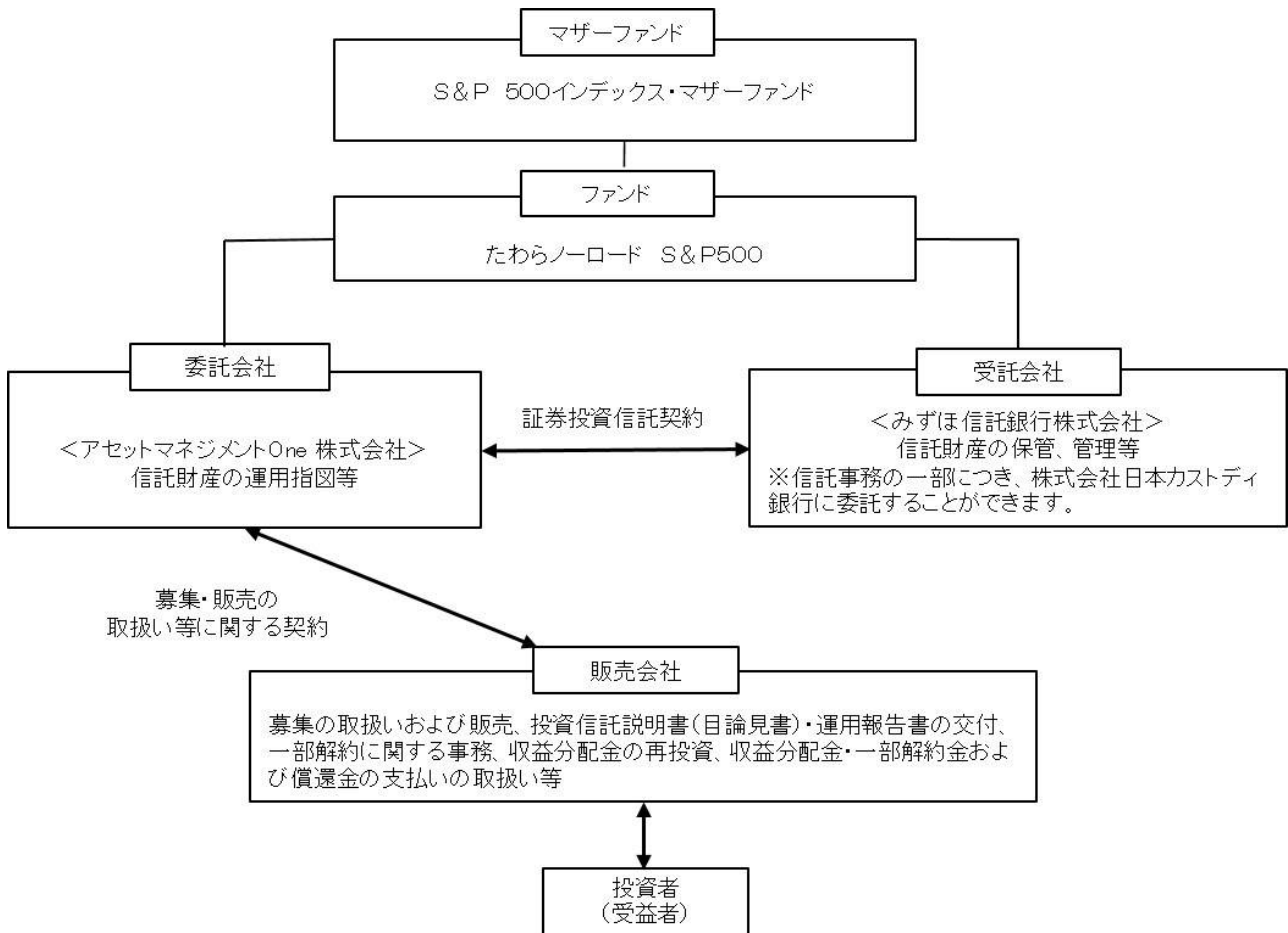 マザーファンド
S&P 500インデックス・マザーファンド
ファンド
たわらノーロード S&P500
委託会社
<アセットマネジメントOne 株式会社>
信託財産の運用指図等
証券投資信託契約
受託会社
<みずほ信託銀行株式会社>
信託財産の保管、管理等
※信託事務の一部につき、株式会社日本カストディ
銀行に委託することができます。
募集・販売の
取扱い等に関する契約
販売会社
募集の取扱いおよび販売、投資信託説明書(目論見書)・運用報告書の交付、
一部解約に関する事務、収益分配金の再投資、収益分配金・一部解約金およ
び償還金の支払いの取扱い等
投資者
(受益者)